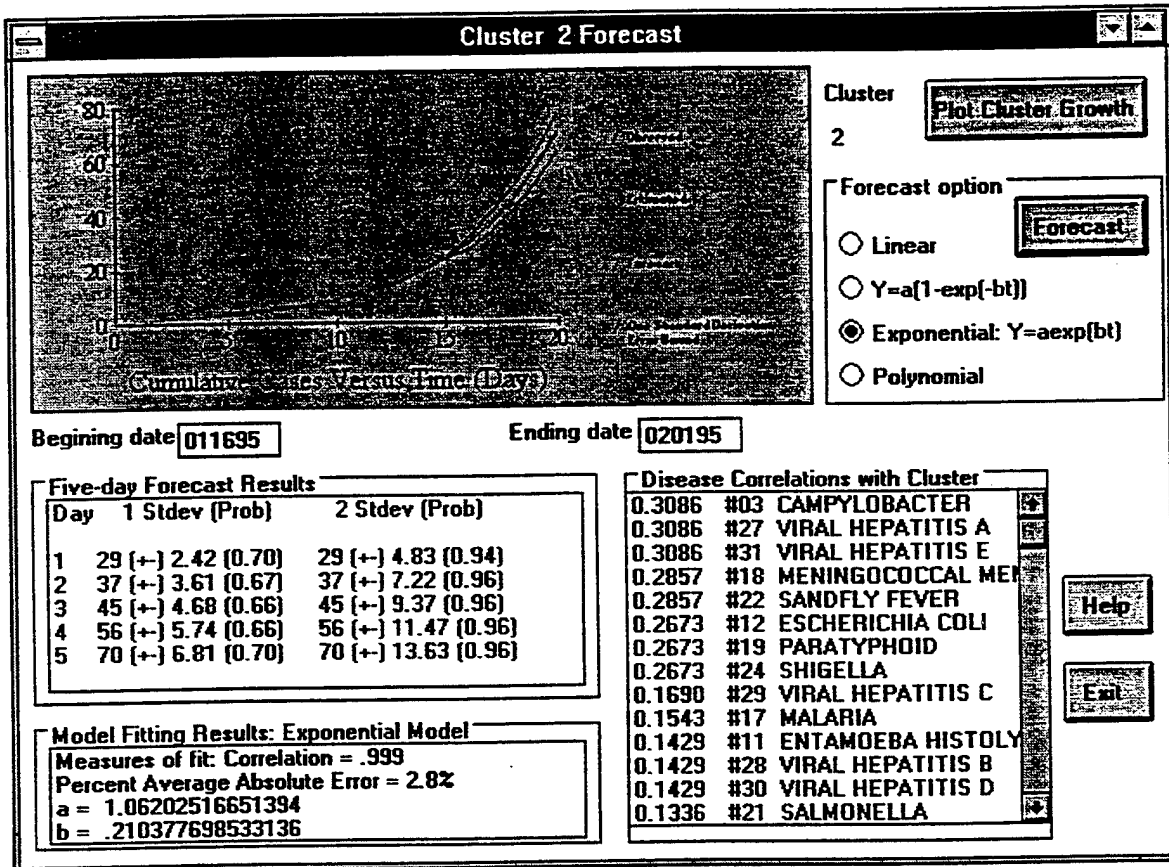 Cluster 2 Forecast
80
60
40
20
0
0 5 10 15 20
Cumulative Cases Versus Time (Days)
Cluster
2
Plot Cluster Growth
Forecast option
Forecast
Linear
Y=a(1-exp(-bt))
Exponential: Y=aexp(bt)
Polynomial
Begining date 011695
Ending date 020195
Five-day Forecast Results
Day 1 Stdev (Prob) 2 Stdev (Prob)
1 29 (+-) 2.42 (0.70) 29 (+-) 4.83 (0.94)
2 37 (+-) 3.61 (0.67) 37 (+-) 7.22 (0.96)
3 45 (+-) 4.68 (0.66) 45 (+-) 9.37 (0.96)
4 56 (+-) 5.74 (0.66) 56 (+-) 11.47 (0.96)
5 70 (+-) 6.81 (0.70) 70 (+-) 13.63 (0.96)
Model Fitting Results: Exponential Model
Measures of fit: Correlation = .999
Percent Average Absolute Error = 2.8%
a = 1.06202516651394
b = .210377698533136
Disease Correlations with Cluster
0.3086 #03 CAMPYLOBACTER
0.3086 #27 VIRAL HEPATITIS A
0.3086 #31 VIRAL HEPATITIS E
0.2857 #18 MENINGOCOCCAL MEN
0.2857 #22 SANDFLY FEVER
0.2673 #12 ESCHERICHIA COLI
0.2673 #19 PARATYPHOID
0.2673 #24 SHIGELLA
0.1690 #29 VIRAL HEPATITIS C
0.1543 #17 MALARIA
0.1429 #11 ENTAMOEBA HISTOLY
0.1429 #28 VIRAL HEPATITIS B
0.1429 #30 VIRAL HEPATITIS D
0.1336 #21 SALMONELLA
Help
Exit